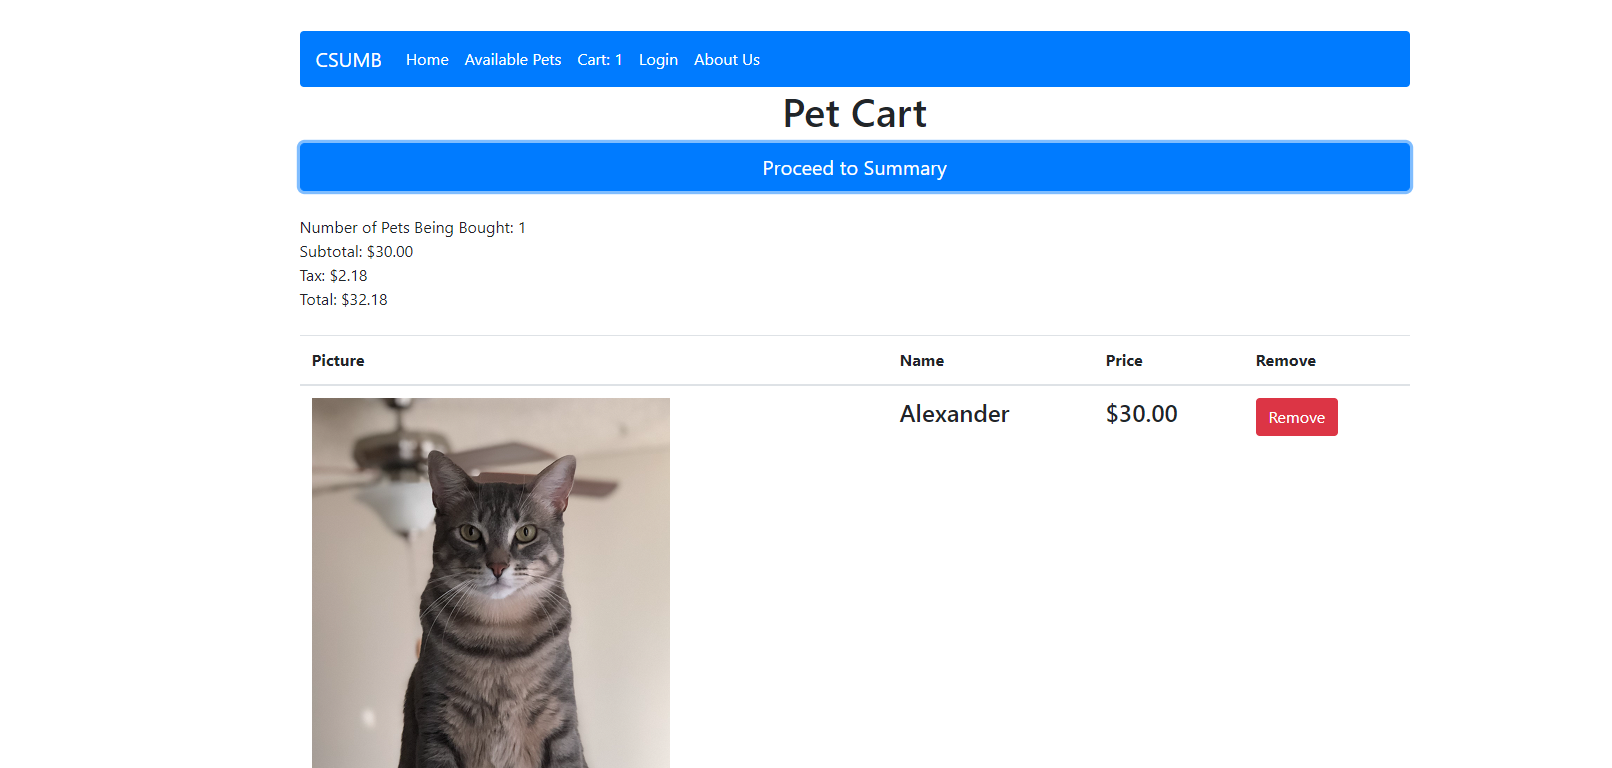 CSUMB Home Available Pets Cart: 1 Login About Us
Pet Cart
Proceed to Summary
Number of Pets Being Bought: 1
Subtotal: $30.00
Tax: $2.18
Total: $32.18
Picture Name Price Remove
Alexander $30.00 Remove